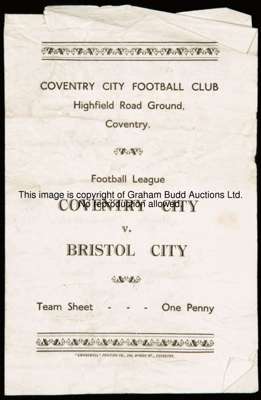 COVENTRY CITY FOOTBALL CLUB
Highfield Road Ground,
Coventry.
Football League
This image is copyright of Graham Budd Auctions Ltd.
No reproduction allowed.
COVENTRY CITY
v.
BRISTOL CITY
Team Sheet - - - One Penny
COVENTRY.